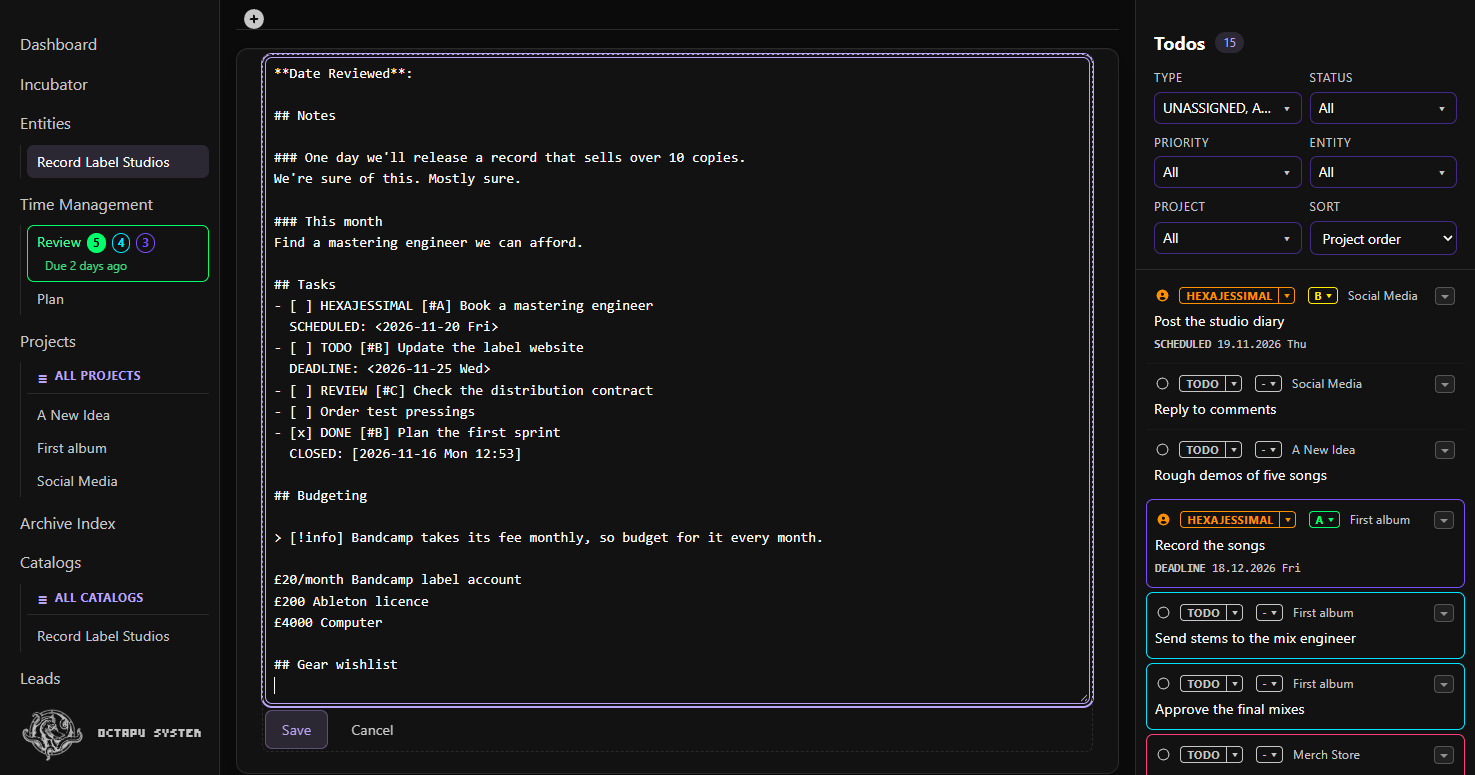 Dashboard
Incubator
Entities
Record Label Studios
Time Management
Review 5 4 3
Due 2 days ago
Plan
Projects
ALL PROJECTS
A New Idea
First album
Social Media
Archive Index
Catalogs
ALL CATALOGS
Record Label Studios
Leads
OCTAPU SYSTEM
+
**Date Reviewed**:
## Notes
### One day we'll release a record that sells over 10 copies.
We're sure of this. Mostly sure.
### This month
Find a mastering engineer we can afford.
## Tasks
- [ ] HEXAJESSIMAL [#A] Book a mastering engineer
SCHEDULED: <2026-11-20 Fri>
- [ ] TODO [#B] Update the label website
DEADLINE: <2026-11-25 Wed>
- [ ] REVIEW [#C] Check the distribution contract
- [ ] Order test pressings
- [x] DONE [#B] Plan the first sprint
CLOSED: [2026-11-16 Mon 12:53]
## Budgeting
> [!info] Bandcamp takes its fee monthly, so budget for it every month.
£20/month Bandcamp label account
£200 Ableton licence
£4000 Computer
## Gear wishlist
Save Cancel
Todos 15
TYPE STATUS
UNASSIGNED, A... All
PRIORITY ENTITY
All All
PROJECT SORT
All Project order
HEXAJESSIMAL B Social Media
Post the studio diary
SCHEDULED 19.11.2026 Thu
TODO - Social Media
Reply to comments
TODO - A New Idea
Rough demos of five songs
HEXAJESSIMAL A First album
Record the songs
DEADLINE 18.12.2026 Fri
TODO - First album
Send stems to the mix engineer
TODO - First album
Approve the final mixes
TODO - Merch Store